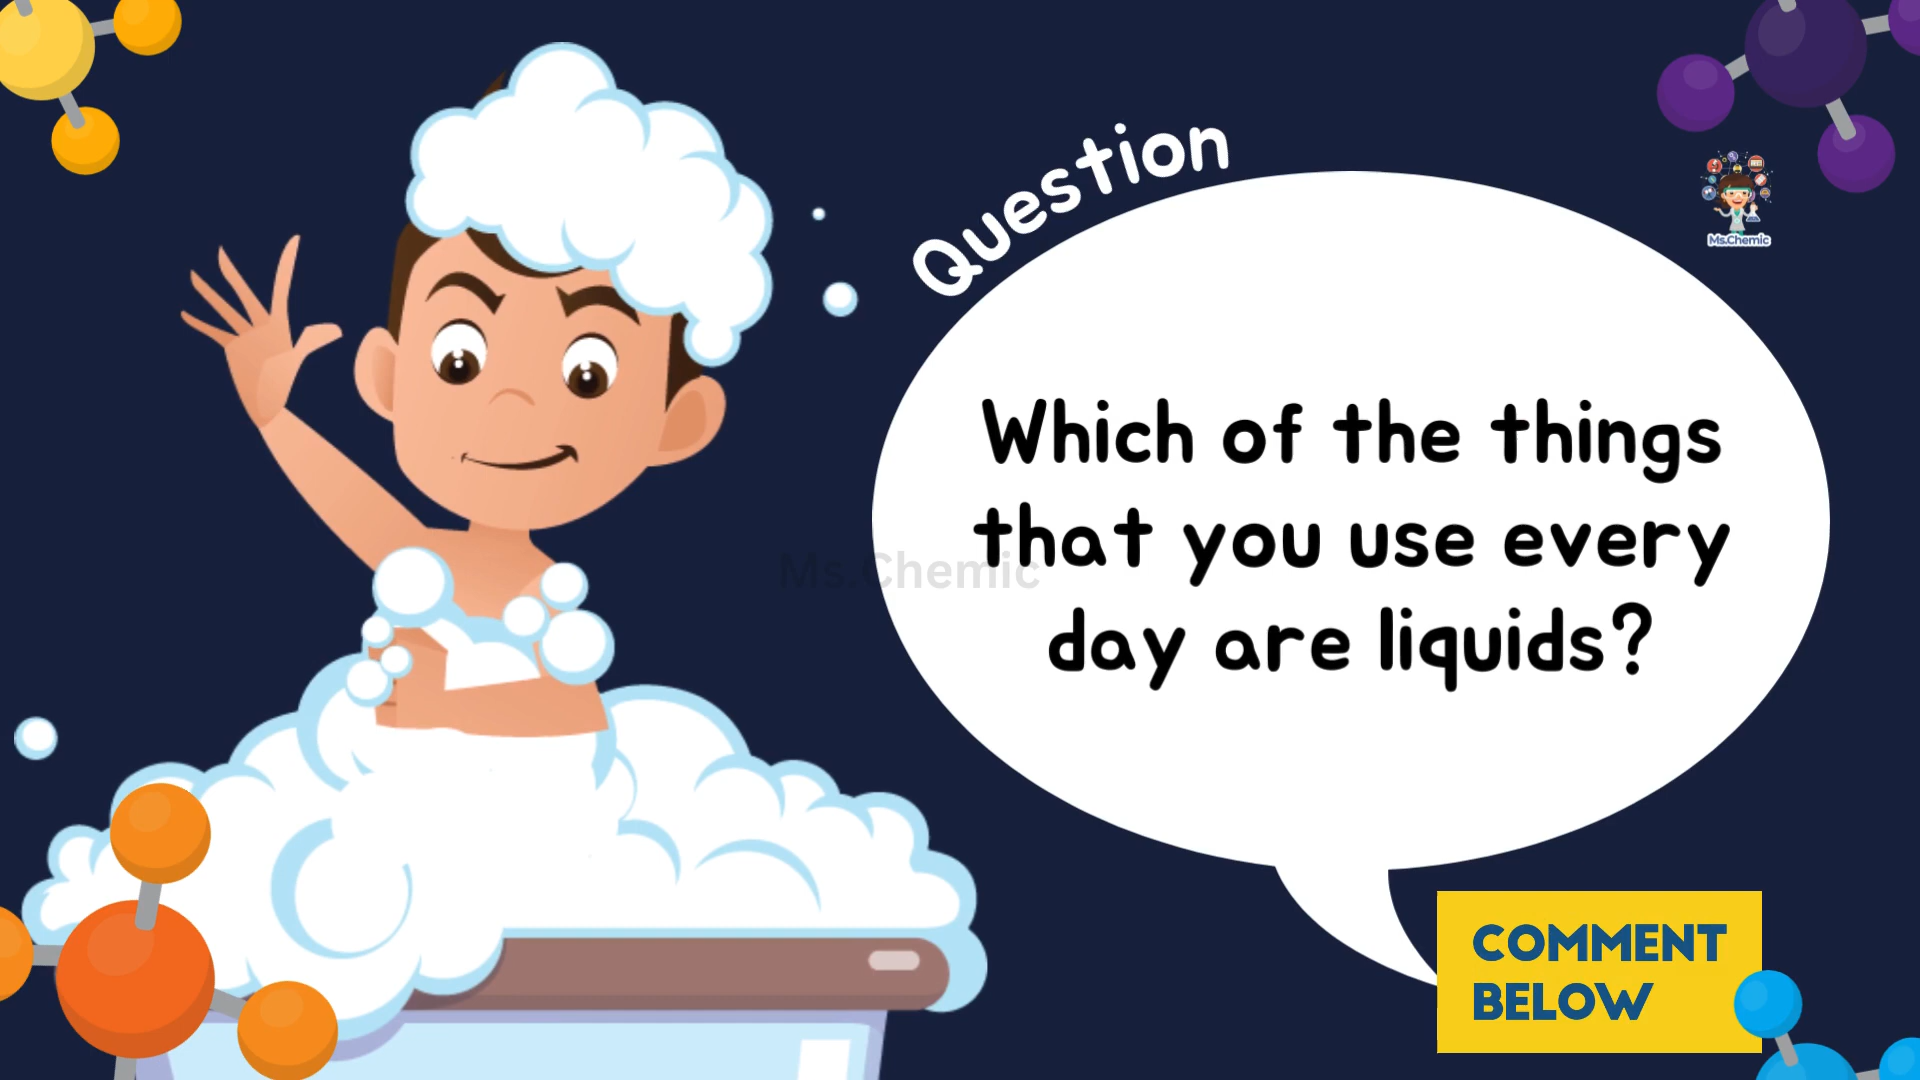 Question
Ms.Chemic
Which of the things
that you use every
day are liquids?
Ms.Chemic
COMMENT
BELOW